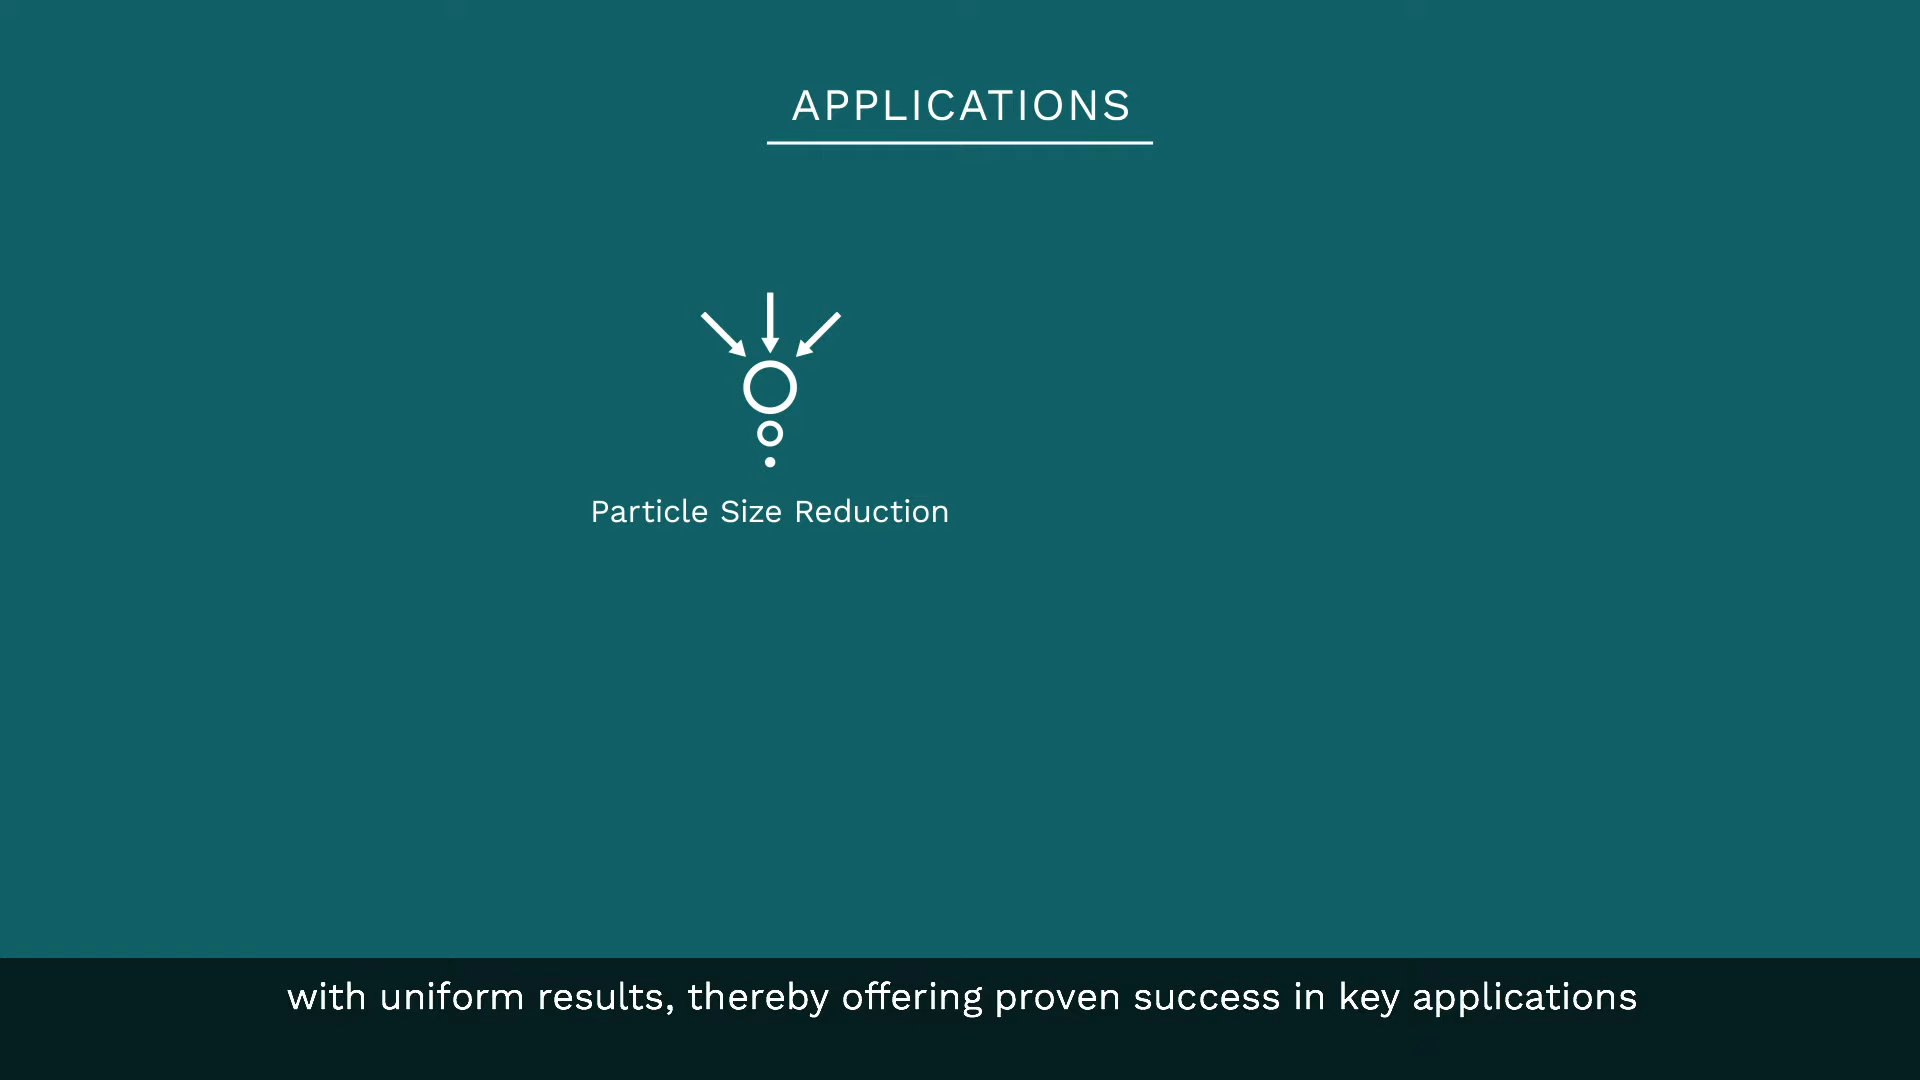 APPLICATIONS
Particle Size Reduction
with uniform results, thereby offering proven success in key applications